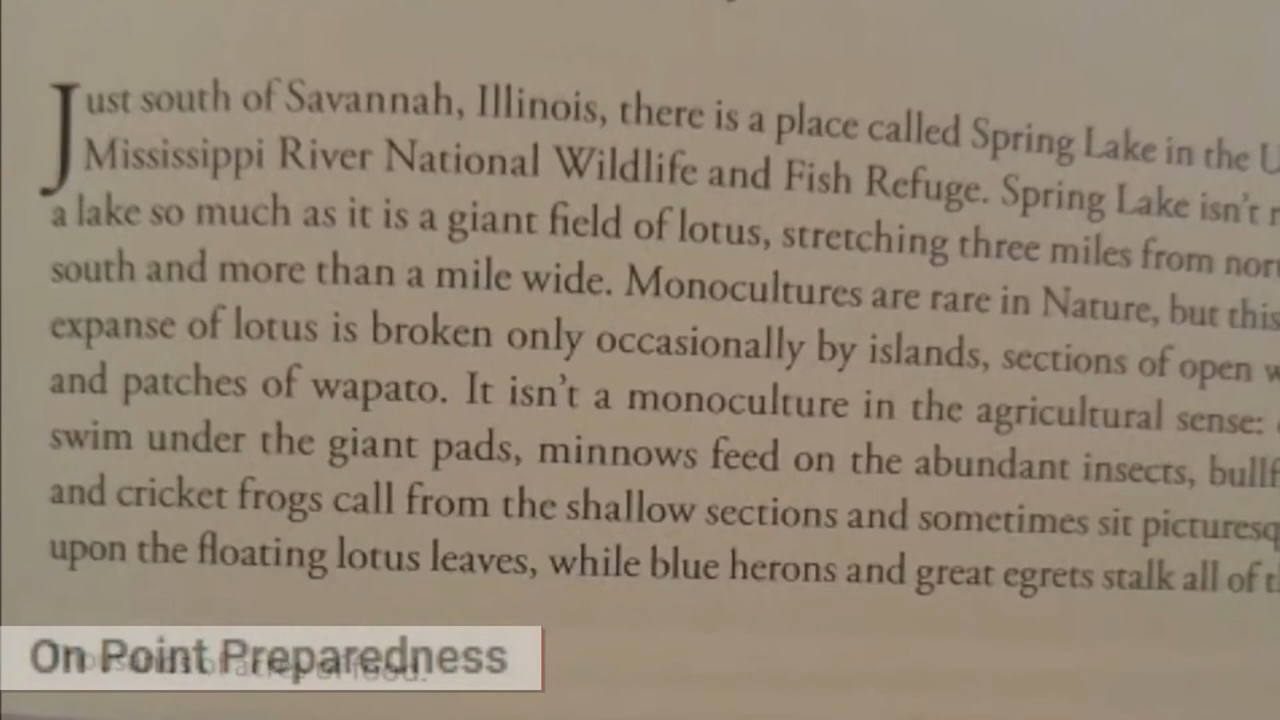 Just south of Savannah, Illinois, there is a place called Spring Lake in the
Mississippi River National Wildlife and Fish Refuge. Spring Lake isn't
a lake so much as it is a giant field of lotus, stretching three miles from
south and more than a mile wide. Monocultures are rare in Nature, but this
expanse of lotus is broken only occasionally by islands, sections of open
and patches of wapato. It isn't a monoculture in the agricultural sense:
swim under the giant pads, minnows feed on the abundant insects,
and cricket frogs call from the shallow sections and sometimes sit
upon the floating lotus leaves, while blue herons and great egrets stalk all of
On Point Preparedness